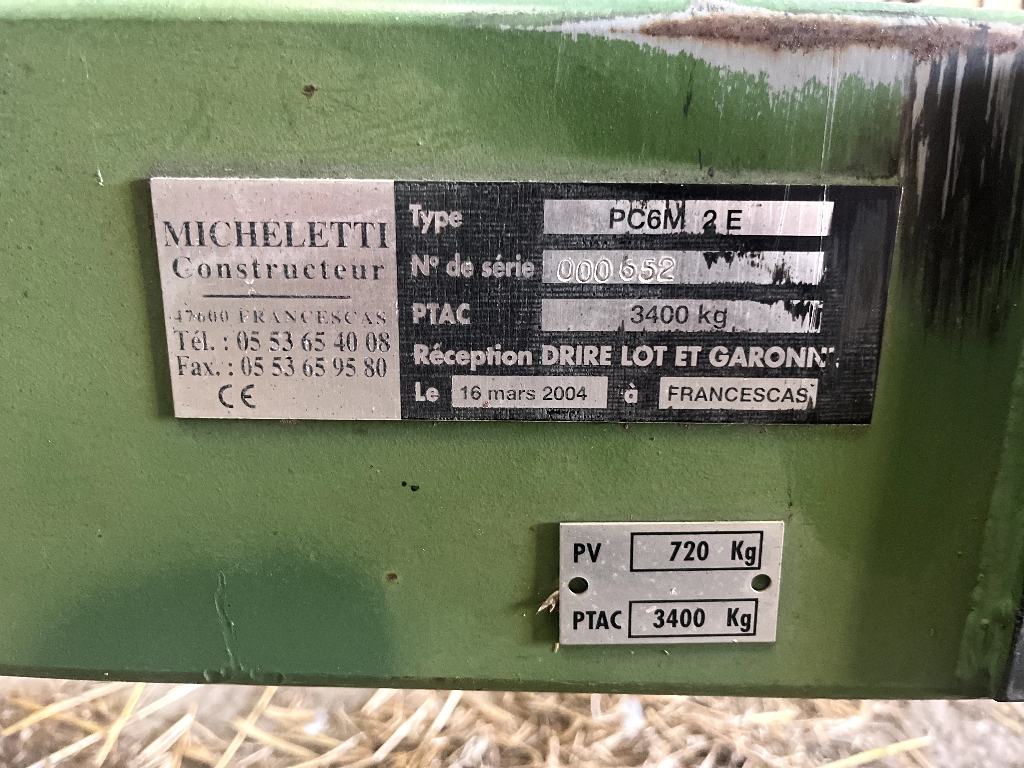 MICHELETTI
Constructeur
47600 FRANCESCAS
Tél. : 05 53 65 40 08
Fax. : 05 53 65 95 80
CE
Type PC6M 2 E
N° de série 000652
PTAC 3400 kg
Réception DRIRE LOT ET GARONNE
Le 16 mars 2004 à FRANCESCAS
PV 720 Kg
PTAC 3400 Kg